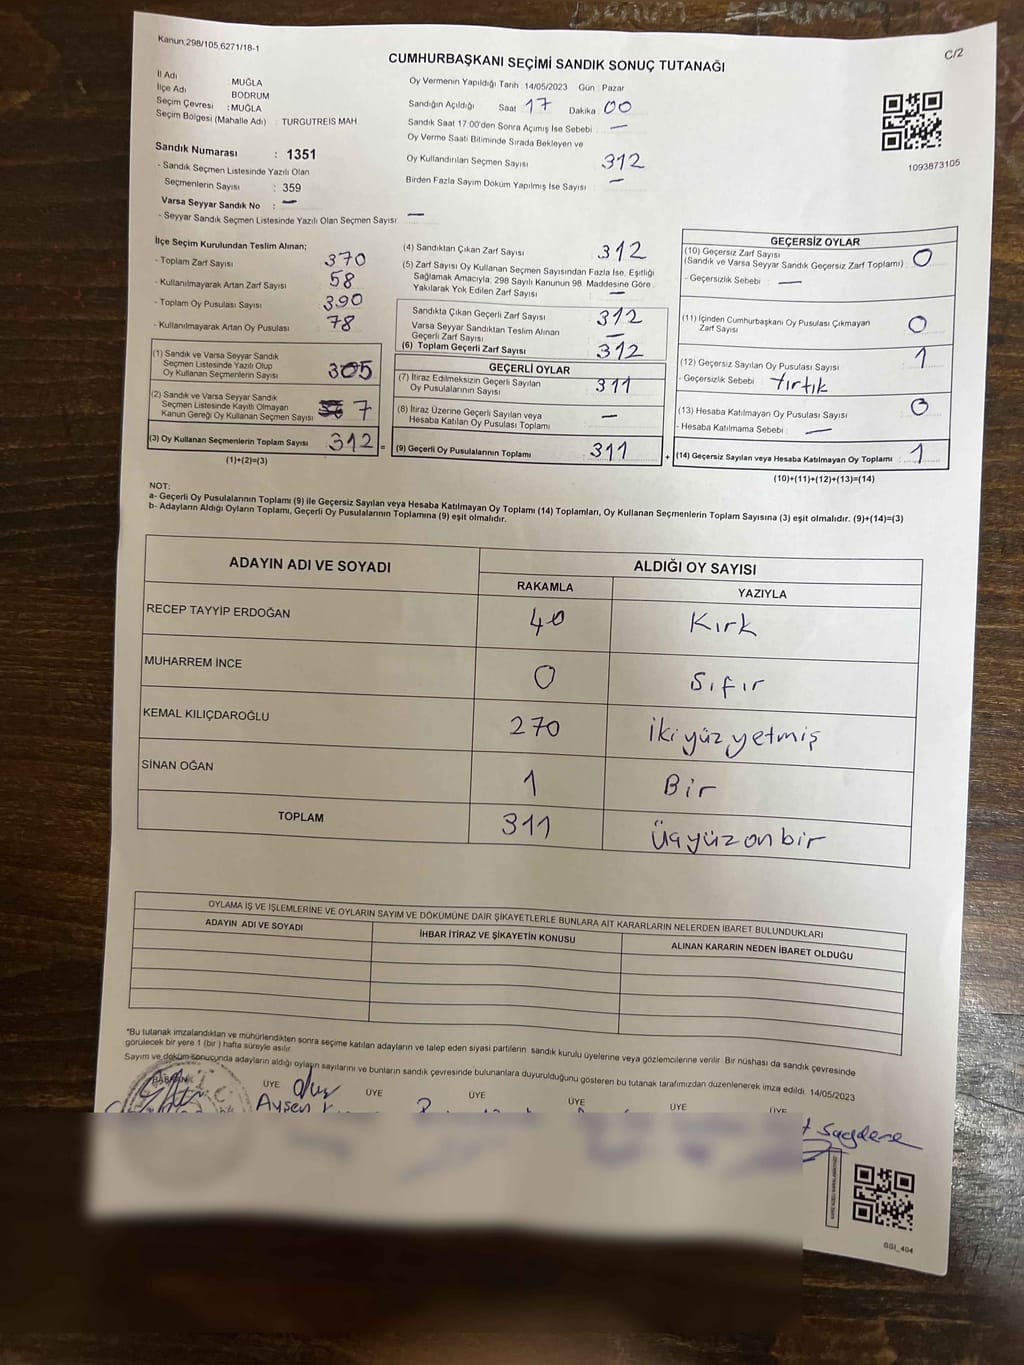 Kanun 298/105,6271/18-1
C/2
CUMHURBAŞKANI SEÇİMİ SANDIK SONUÇ TUTANAĞI
İl Adı : MUĞLA
İlçe Adı : BODRUM
Seçim Çevresi : MUĞLA
Seçim Bölgesi (Mahalle Adı) : TURGUTREİS MAH.
Sandık Numarası : 1351
- Sandık Seçmen Listesinde Yazılı Olan
Seçmenlerin Sayısı : 359
Varsa Seyyar Sandık No : —
- Seyyar Sandık Seçmen Listesinde Yazılı Olan Seçmen Sayısı : —
Oy Vermenin Yapıldığı Tarih : 14/05/2023 Gün : Pazar
Sandığın Açıldığı Saat 17 Dakika 00
Sandık Saat 17.00'den Sonra Açımış İse Sebebi : —
Oy Verme Saati Bitiminde Sırada Bekleyen ve
Oy Kullandırılan Seçmen Sayısı 312
Birden Fazla Sayım Döküm Yapılmış İse Sayısı : —
1093873105
İlçe Seçim Kurulundan Teslim Alınan;
- Toplam Zarf Sayısı 370
- Kullanılmayarak Artan Zarf Sayısı 58
- Toplam Oy Pusulası Sayısı 390
- Kullanılmayarak Artan Oy Pusulası 78
(1) Sandık ve Varsa Seyyar Sandık
Seçmen Listesinde Yazılı Olup
Oy Kullanan Seçmenlerin Sayısı 305
(2) Sandık ve Varsa Seyyar Sandık
Seçmen Listesinde Kayıtlı Olmayan
Kanun Gereği Oy Kullanan Seçmen Sayısı 7
(3) Oy Kullanan Seçmenlerin Toplam Sayısı 312 =
(1)+(2)=(3)
(4) Sandıktan Çıkan Zarf Sayısı 312
(5) Zarf Sayısı Oy Kullanan Seçmen Sayısından Fazla İse, Eşitliği
Sağlamak Amacıyla, 298 Sayılı Kanunun 98. Maddesine Göre
Yakılarak Yok Edilen Zarf Sayısı —
Sandıkta Çıkan Geçerli Zarf Sayısı 312
Varsa Seyyar Sandıktan Teslim Alınan
Geçerli Zarf Sayısı —
(6) Toplam Geçerli Zarf Sayısı 312
GEÇERLİ OYLAR
(7) İtiraz Edilmeksizin Geçerli Sayılan
Oy Pusulalarının Sayısı 311
(8) İtiraz Üzerine Geçerli Sayılan veya
Hesaba Katılan Oy Pusulası Toplamı —
(9) Geçerli Oy Pusulalarının Toplamı 311 +
GEÇERSİZ OYLAR
(10) Geçersiz Zarf Sayısı
(Sandık ve Varsa Seyyar Sandık Geçersiz Zarf Toplamı) 0
- Geçersizlik Sebebi : —
(11) İçinden Cumhurbaşkanı Oy Pusulası Çıkmayan
Zarf Sayısı 0
(12) Geçersiz Sayılan Oy Pusulası Sayısı 1
- Geçersizlik Sebebi : Yırtık
(13) Hesaba Katılmayan Oy Pusulası Sayısı 0
- Hesaba Katılmama Sebebi : —
(14) Geçersiz Sayılan veya Hesaba Katılmayan Oy Toplamı 1
(10)+(11)+(12)+(13)=(14)
NOT:
a- Geçerli Oy Pusulalarının Toplamı (9) ile Geçersiz Sayılan veya Hesaba Katılmayan Oy Toplamı (14) Toplamları, Oy Kullanan Seçmenlerin Toplam Sayısına (3) eşit olmalıdır. (9)+(14)=(3)
b- Adayların Aldığı Oyların Toplamı, Geçerli Oy Pusulalarının Toplamına (9) eşit olmalıdır.
ADAYIN ADI VE SOYADI ALDIĞI OY SAYISI
RAKAMLA YAZIYLA
RECEP TAYYİP ERDOĞAN 40 Kırk
MUHARREM İNCE 0 Sıfır
KEMAL KILIÇDAROĞLU 270 İkiyüzyetmiş
SİNAN OĞAN 1 Bir
TOPLAM 311 Üçyüzonbir
OYLAMA İŞ VE İŞLEMLERİNE VE OYLARIN SAYIM VE DÖKÜMÜNE DAİR ŞİKAYETLERLE BUNLARA AİT KARARLARIN NELERDEN İBARET BULUNDUKLARI
ADAYIN ADI VE SOYADI İHBAR İTİRAZ VE ŞİKAYETİN KONUSU ALINAN KARARIN NEDEN İBARET OLDUĞU
*Bu tutanak imzalandıktan ve mühürlendikten sonra seçime katılan adayların ve talep eden siyasi partilerin sandık kurulu üyelerine veya gözlemcilerine verilir. Bir nüshası da sandık çevresinde
görülecek bir yere 1 (bir) hafta süreyle asılır.
Sayım ve döküm sonucunda adayların aldığı oyların sayılarını ve bunların sandık çevresinde bulunanlara duyurulduğunu gösteren bu tutanak tarafımızdan düzenlenerek imza edildi. 14/05/2023
BAŞKAN ÜYE ÜYE ÜYE ÜYE ÜYE ÜYE
Ayşen
Sağdere
SSI_404